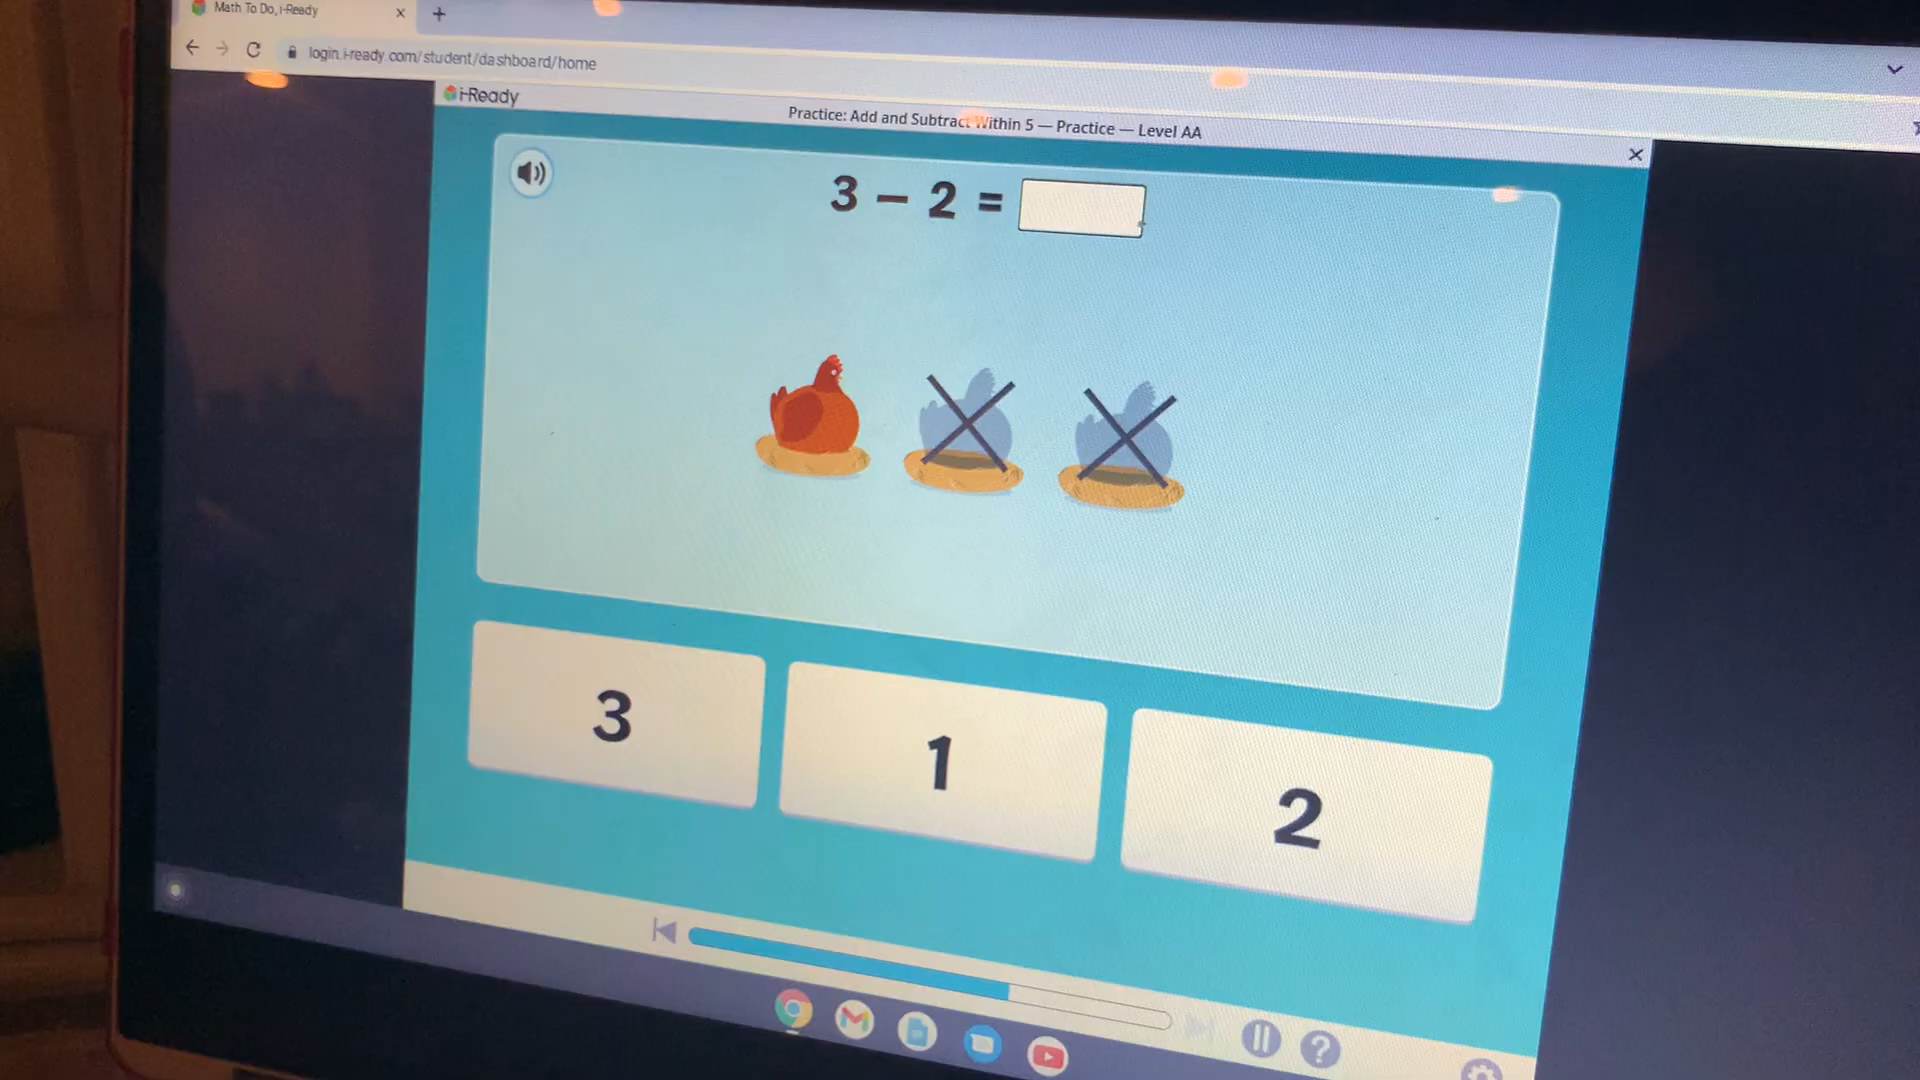 Math To Do, i-Ready
login.i-ready.com/student/dashboard/home
i-Ready
Practice: Add and Subtract Within 5 — Practice — Level AA
3 − 2 =
3
1
2